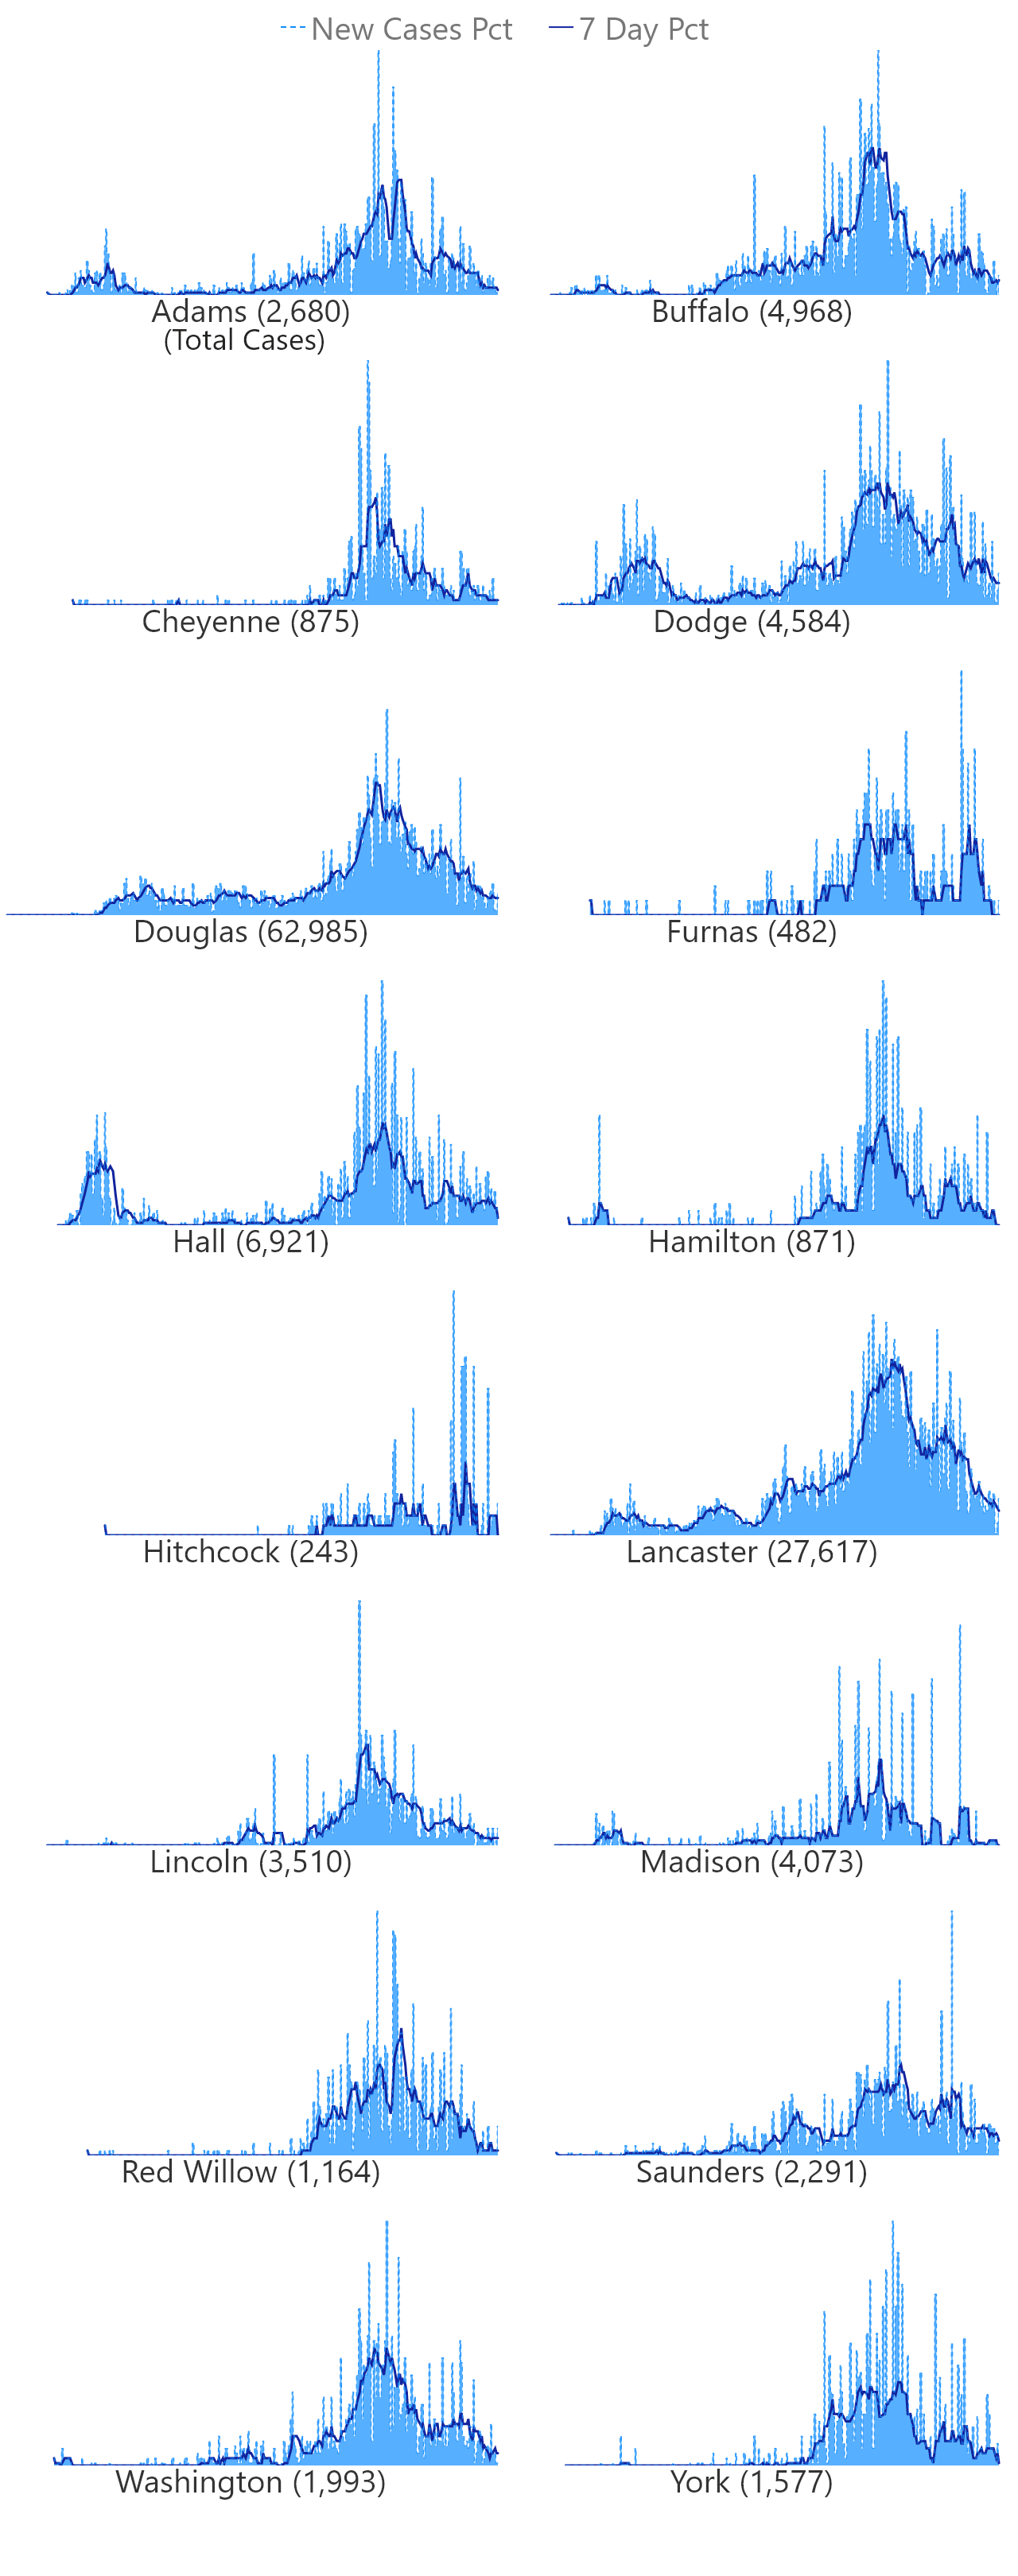 New Cases Pct 7 Day Pct
Adams (2,680)
(Total Cases)
Buffalo (4,968)
Cheyenne (875)
Dodge (4,584)
Douglas (62,985)
Furnas (482)
Hall (6,921)
Hamilton (871)
Hitchcock (243)
Lancaster (27,617)
Lincoln (3,510)
Madison (4,073)
Red Willow (1,164)
Saunders (2,291)
Washington (1,993)
York (1,577)